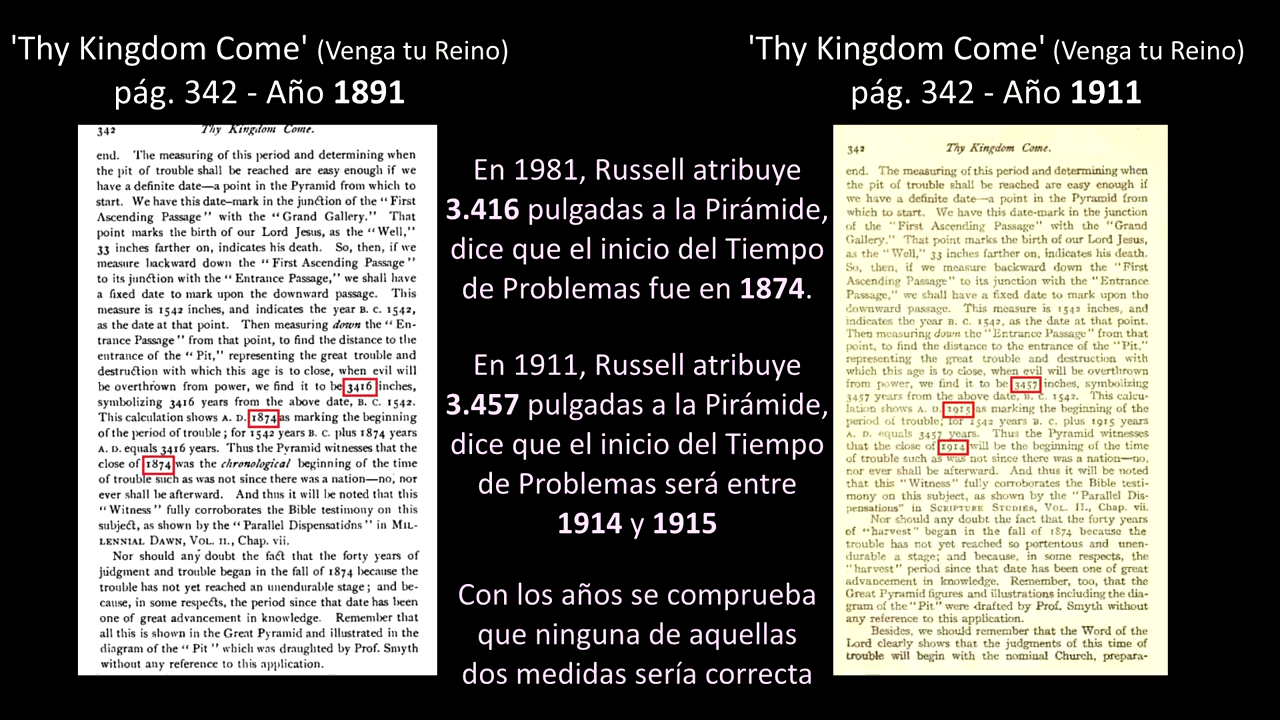 'Thy Kingdom Come' (Venga tu Reino)
pág. 342 - Año 1891
342 Thy Kingdom Come.
end. The measuring of this period and determining when
the pit of trouble shall be reached are easy enough if we
have a definite date—a point in the Pyramid from which to
start. We have this date-mark in the junction of the “First
Ascending Passage” with the “Grand Gallery.” That
point marks the birth of our Lord Jesus, as the “Well,”
33 inches farther on, indicates his death. So, then, if we
measure backward down the “First Ascending Passage”
to its junction with the “Entrance Passage,” we shall have
a fixed date to mark upon the downward passage. This
measure is 1542 inches, and indicates the year B. C. 1542,
as the date at that point. Then measuring down the “En-
trance Passage” from that point, to find the distance to the
entrance of the “Pit,” representing the great trouble and
destruction with which this age is to close, when evil will
be overthrown from power, we find it to be 3416 inches,
symbolizing 3416 years from the above date, B. C. 1542.
This calculation shows A. D. 1874 as marking the beginning
of the period of trouble; for 1542 years B. C. plus 1874 years
A. D. equals 3416 years. Thus the Pyramid witnesses that the
close of 1874 was the chronological beginning of the time
of trouble such as was not since there was a nation—no, nor
ever shall be afterward. And thus it will be noted that this
“Witness” fully corroborates the Bible testimony on this
subject, as shown by the “Parallel Dispensations” in MIL-
LENNIAL DAWN, VOL. II., Chap. vii.
Nor should any doubt the fact that the forty years of
judgment and trouble began in the fall of 1874 because the
trouble has not yet reached an unendurable stage; and be-
cause, in some respects, the period since that date has been
one of great advancement in knowledge. Remember that
all this is shown in the Great Pyramid and illustrated in the
diagram of the “Pit” which was draughted by Prof. Smyth
without any reference to this application.
En 1981, Russell atribuye
3.416 pulgadas a la Pirámide,
dice que el inicio del Tiempo
de Problemas fue en 1874.
En 1911, Russell atribuye
3.457 pulgadas a la Pirámide,
dice que el inicio del Tiempo
de Problemas será entre
1914 y 1915
Con los años se comprueba
que ninguna de aquellas
dos medidas sería correcta
'Thy Kingdom Come' (Venga tu Reino)
pág. 342 - Año 1911
342 Thy Kingdom Come.
end. The measuring of this period and determining when
the pit of trouble shall be reached are easy enough if
we have a definite date—a point in the Pyramid from
which to start. We have this date-mark in the junction
of the “First Ascending Passage” with the “Grand
Gallery.” That point marks the birth of our Lord Jesus,
as the “Well,” 33 inches farther on, indicates his death.
So, then, if we measure backward down the “First
Ascending Passage” to its junction with the “Entrance
Passage,” we shall have a fixed date to mark upon the
downward passage. This measure is 1542 inches, and
indicates the year B. C. 1542, as the date at that point.
Then measuring down the “Entrance Passage” from that
point, to find the distance to the entrance of the “Pit,”
representing the great trouble and destruction with
which this age is to close, when evil will be overthrown
from power, we find it to be 3457 inches, symbolizing
3457 years from the above date, B. C. 1542. This calcu-
lation shows A. D. 1915 as marking the beginning of the
period of trouble; for 1542 years B. C. plus 1915 years
A. D. equals 3457 years. Thus the Pyramid witnesses
that the close of 1914 will be the beginning of the time
of trouble such as was not since there was a nation—no,
nor ever shall be afterward. And thus it will be noted
that this “Witness” fully corroborates the Bible testi-
mony on this subject, as shown by the “Parallel Dis-
pensations” in SCRIPTURE STUDIES, VOL. II., Chap. vii.
Nor should any doubt the fact that the forty years
of “harvest” began in the fall of 1874 because the
trouble has not yet reached so portentous and unen-
durable a stage; and because, in some respects, the
“harvest” period since that date has been one of great
advancement in knowledge. Remember, too, that the
Great Pyramid figures and illustrations including the dia-
gram of the “Pit” were drafted by Prof. Smyth without
any reference to this application.
Besides, we should remember that the Word of the
Lord clearly shows that the judgments of this time of
trouble will begin with the nominal Church, prepara-